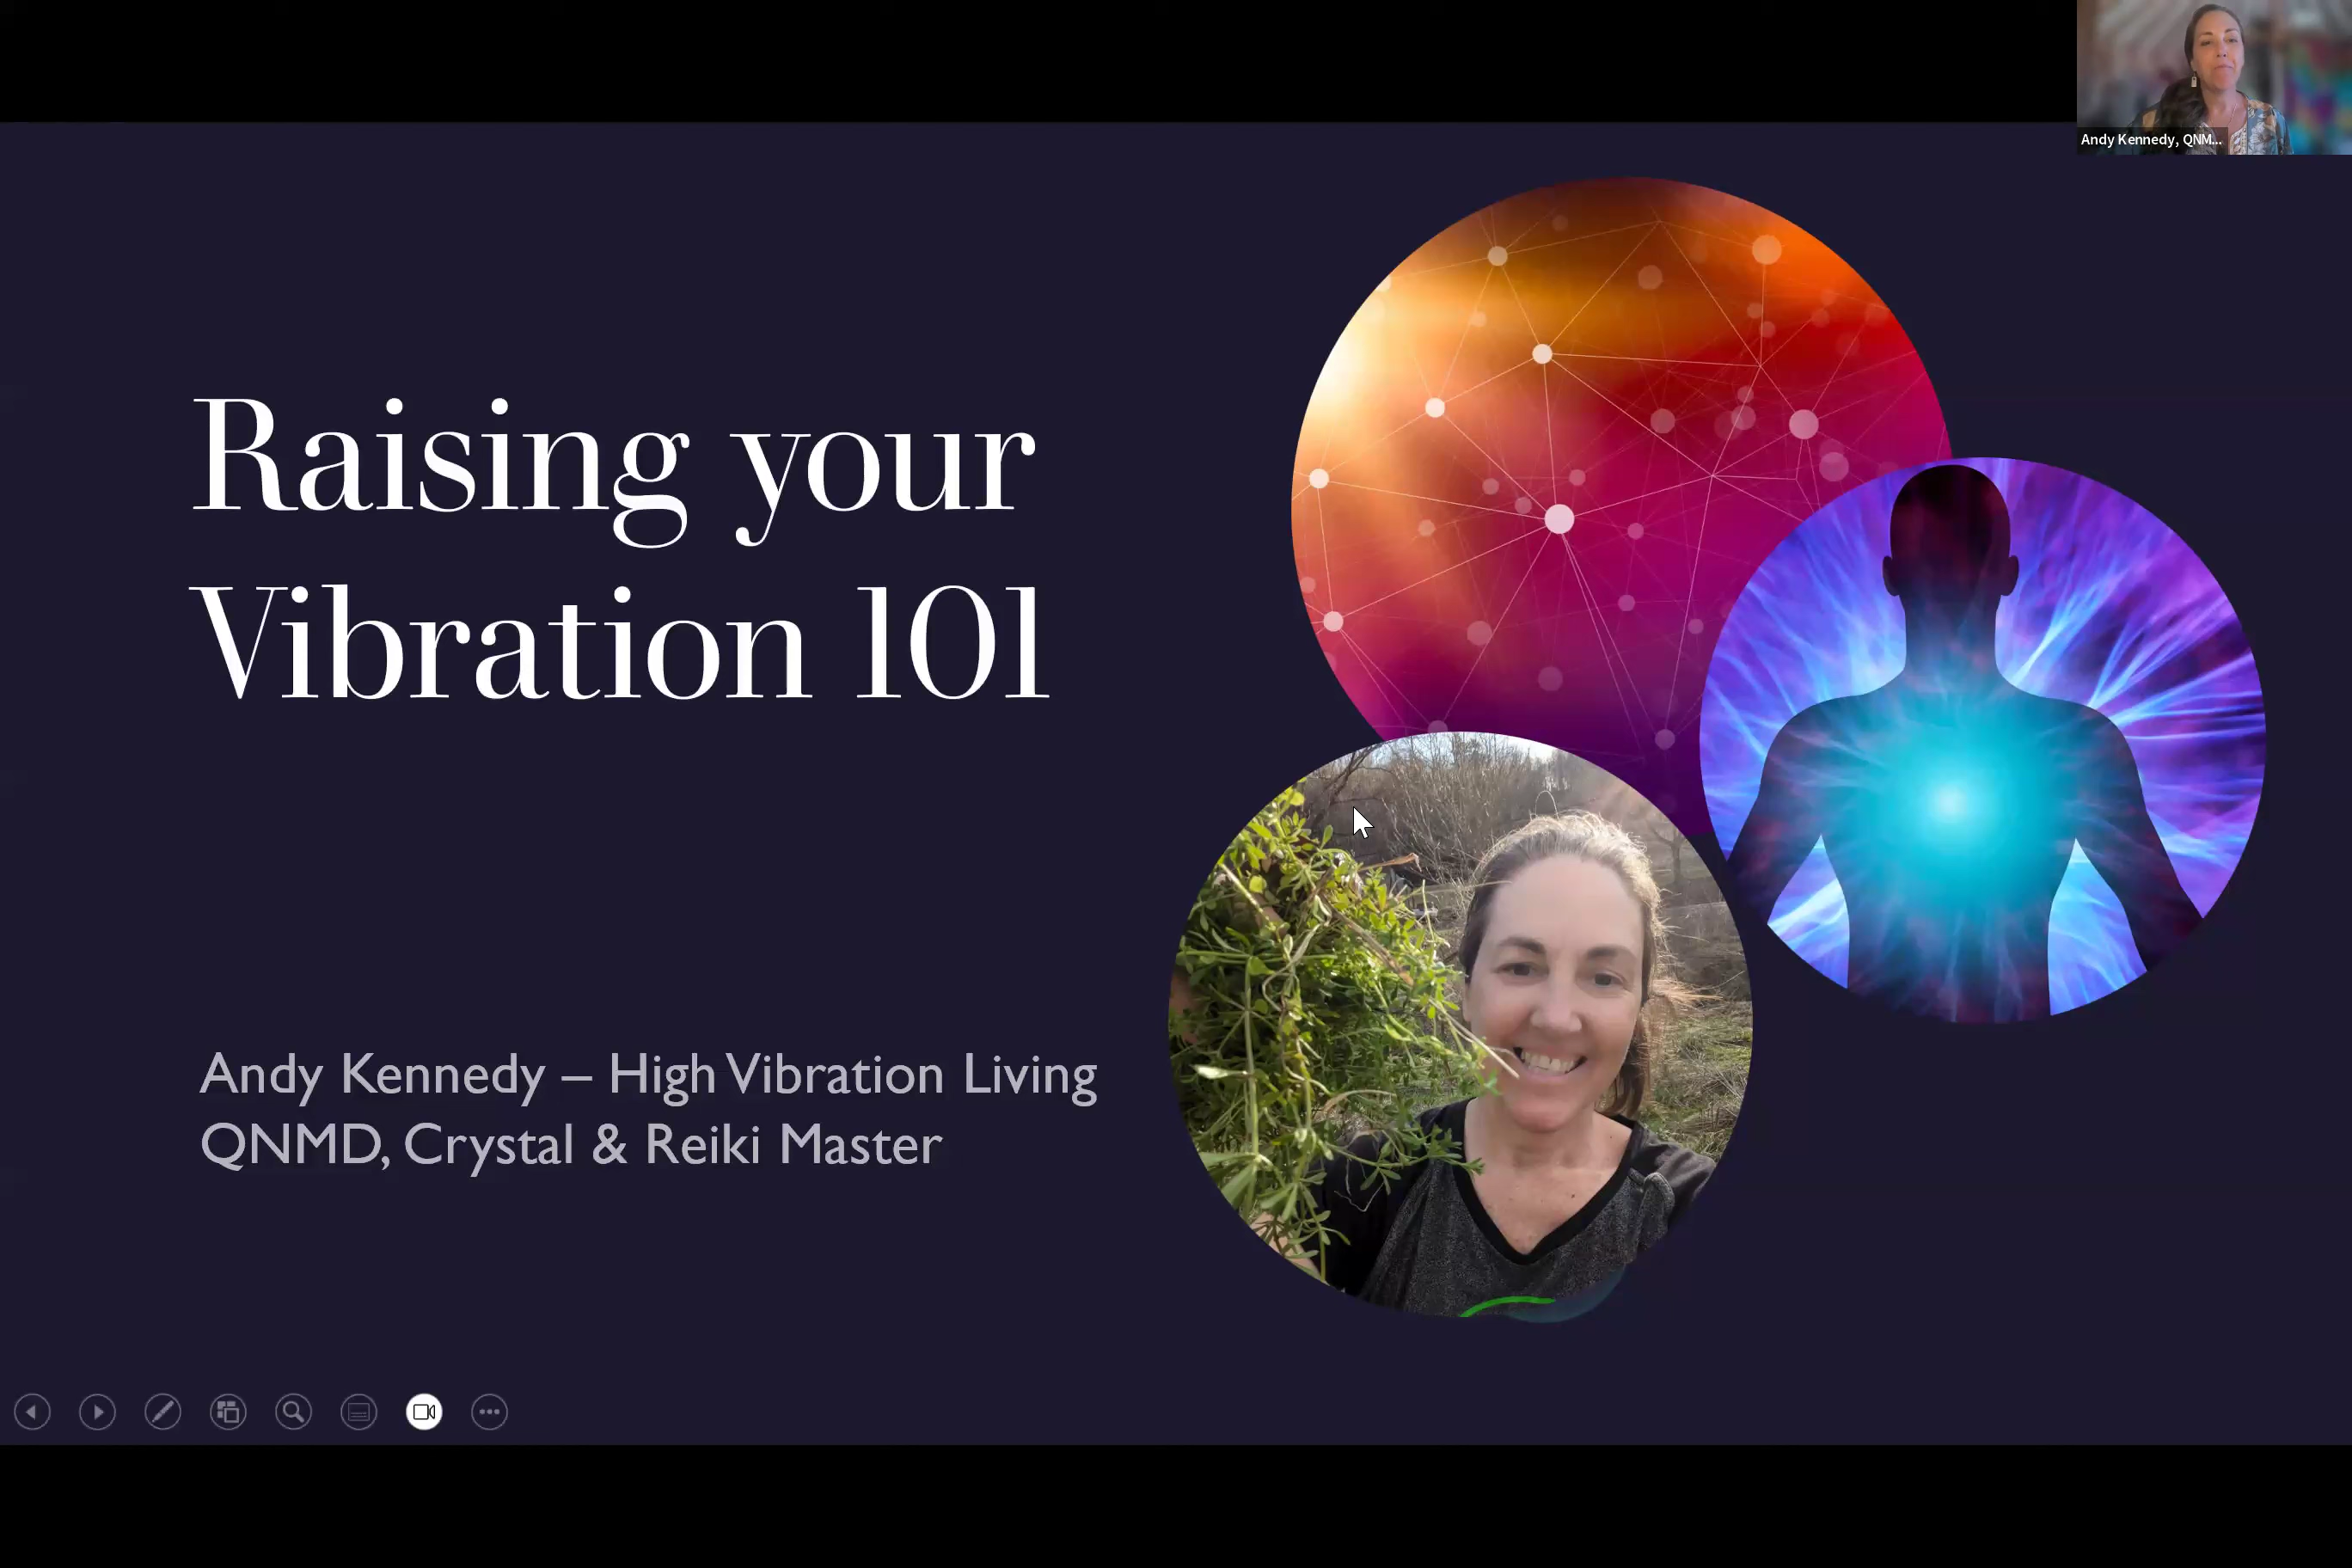 Andy Kennedy, QNM...
Raising your
Vibration 101
Andy Kennedy – High Vibration Living
QNMD, Crystal & Reiki Master